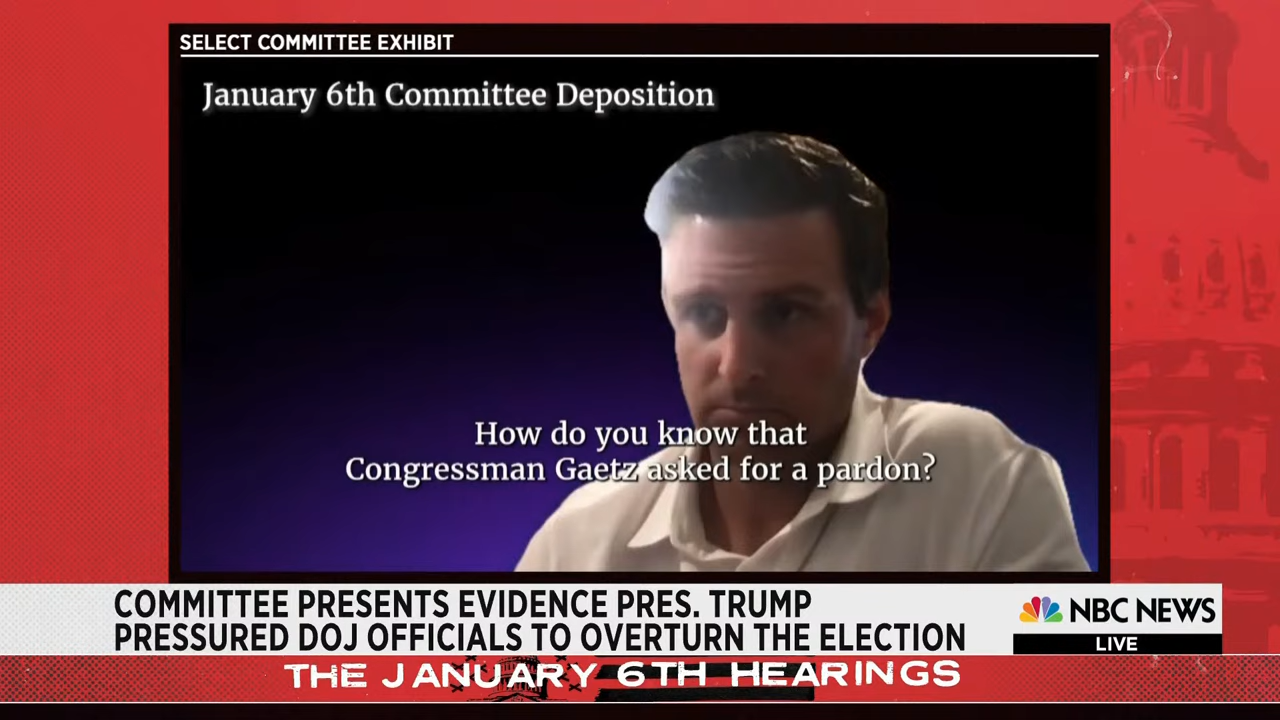 SELECT COMMITTEE EXHIBIT
January 6th Committee Deposition
How do you know that
Congressman Gaetz asked for a pardon?
COMMITTEE PRESENTS EVIDENCE PRES. TRUMP
PRESSURED DOJ OFFICIALS TO OVERTURN THE ELECTION
NBC NEWS
LIVE
THE JANUARY 6TH HEARINGS